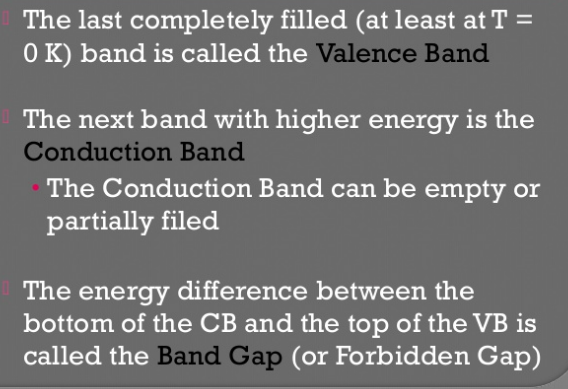 The last completely filled (at least at T =
0 K) band is called the Valence Band
The next band with higher energy is the
Conduction Band
• The Conduction Band can be empty or
partially filed
The energy difference between the
bottom of the CB and the top of the VB is
called the Band Gap (or Forbidden Gap)